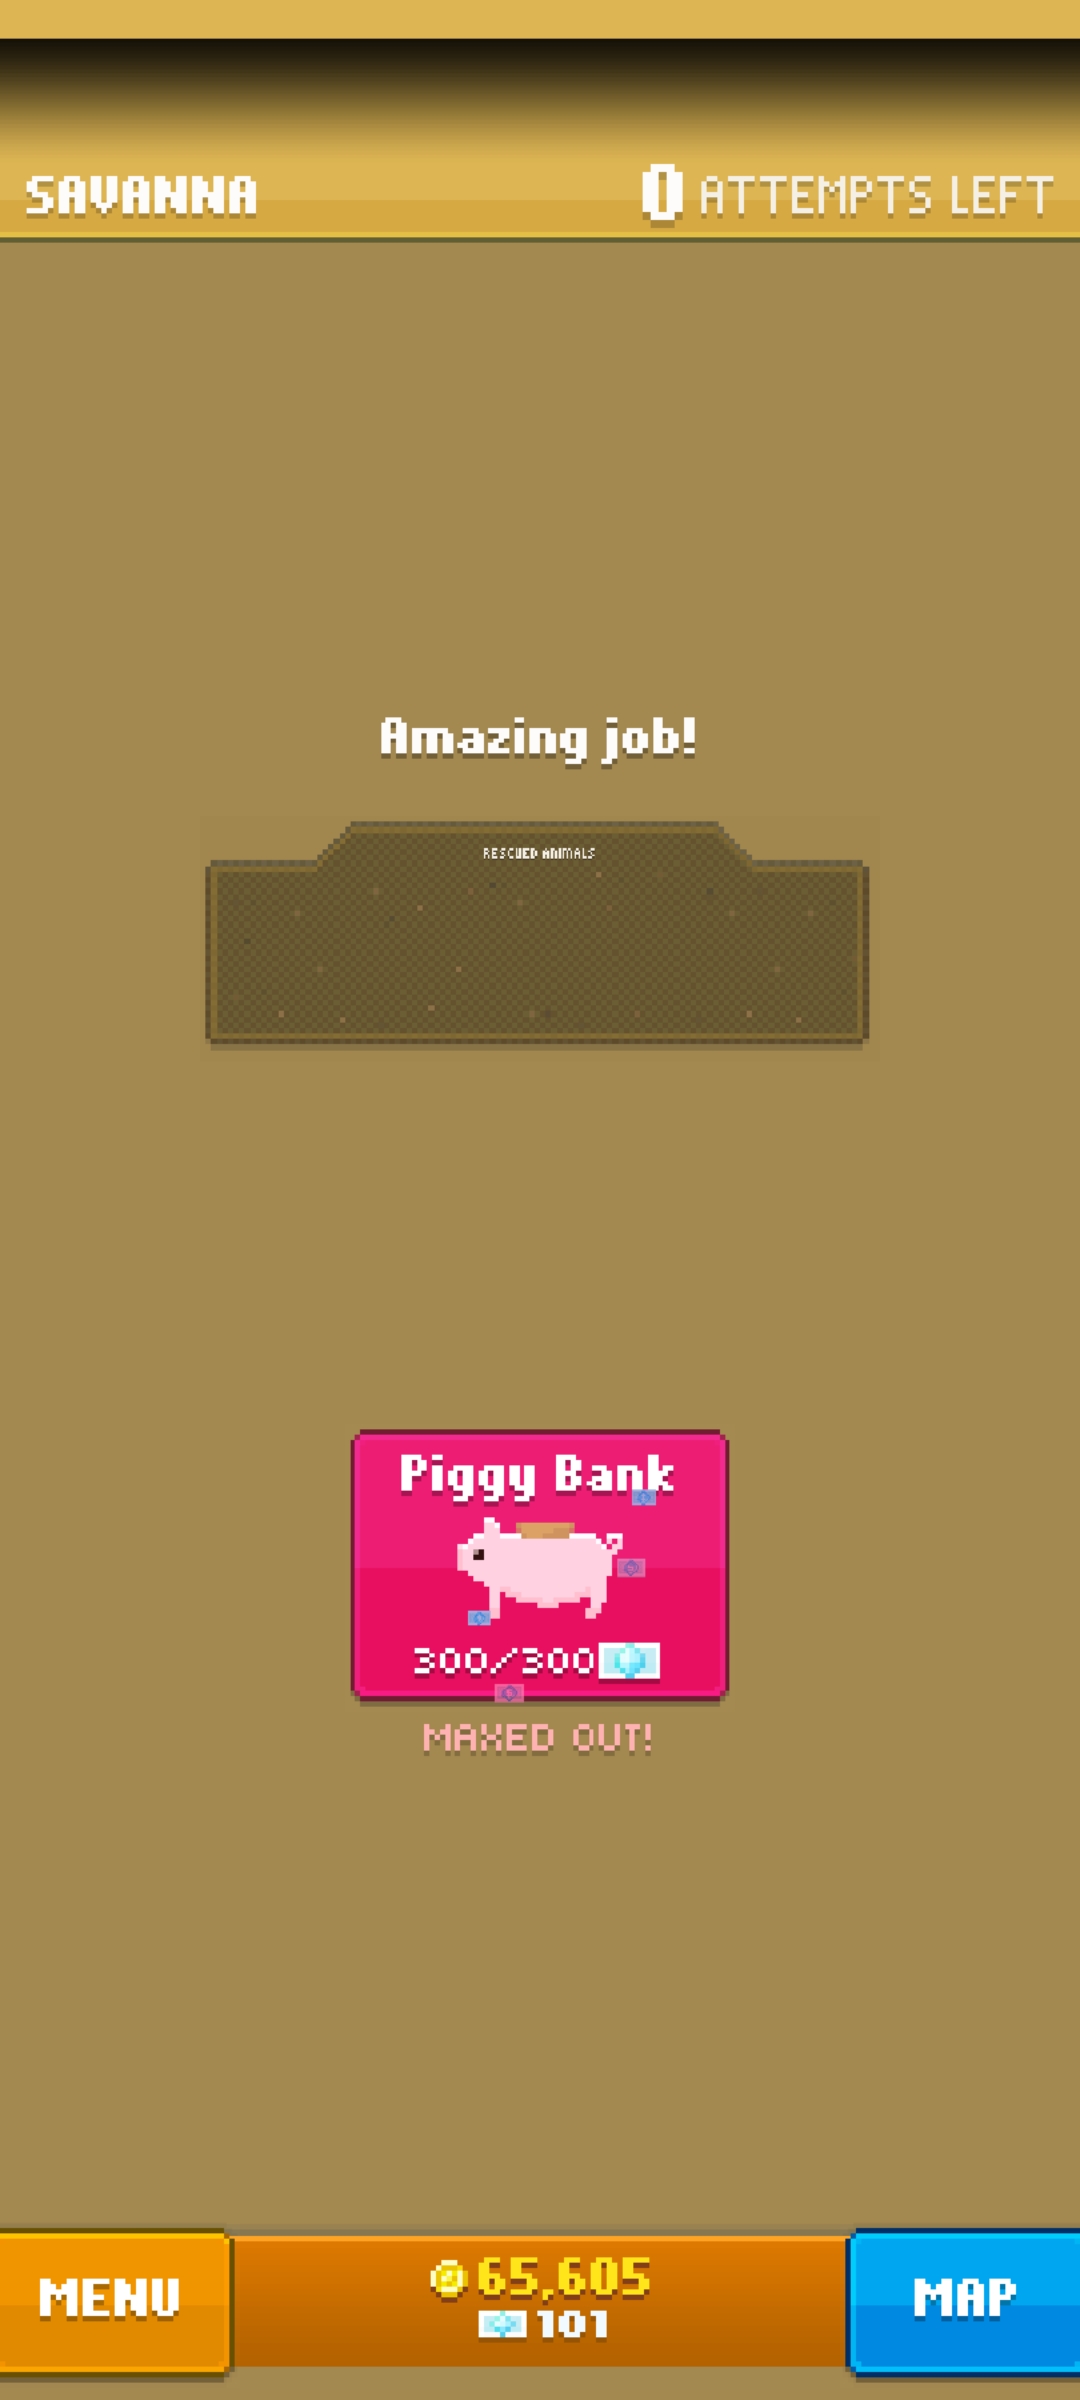 SAVANNA
0 ATTEMPTS LEFT
Amazing job!
RESCUED ANIMALS
Piggy Bank
300/300
MAXED OUT!
MENU
65,605
101
MAP